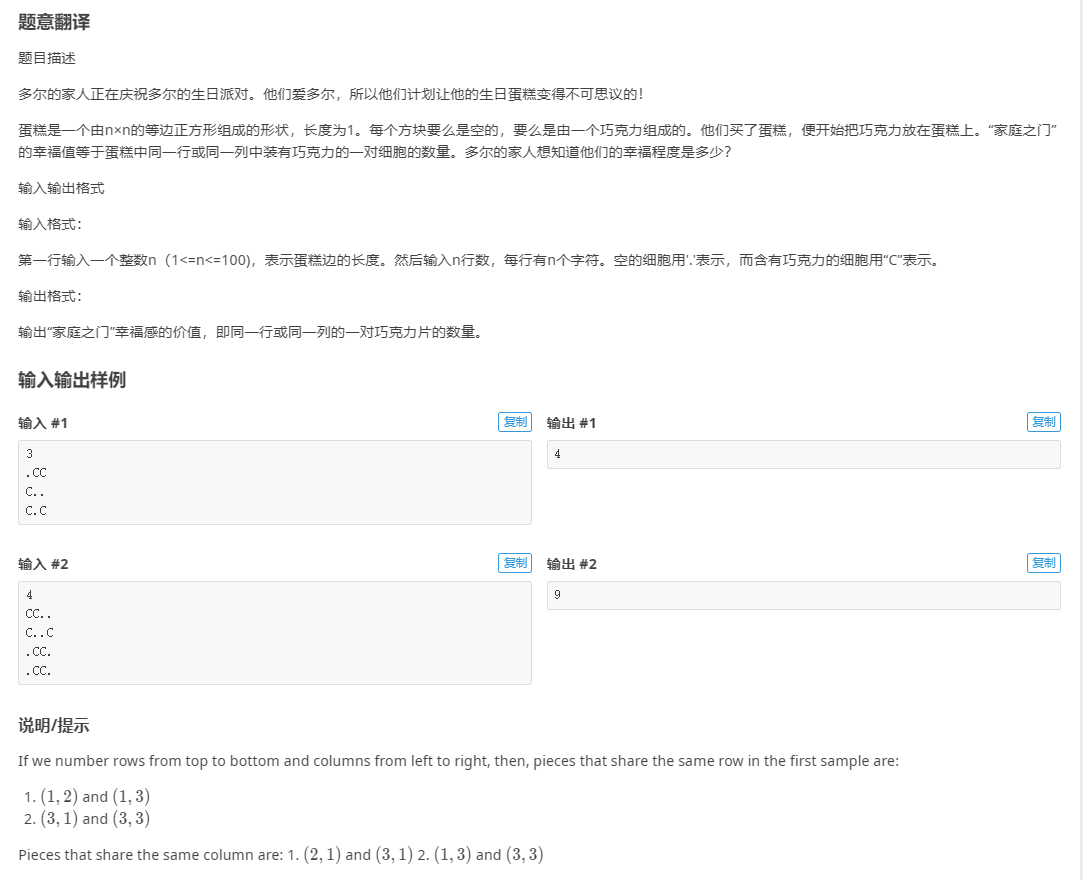 题意翻译
题目描述
多尔的家人正在庆祝多尔的生日派对。他们爱多尔，所以他们计划让他的生日蛋糕变得不可思议的！
蛋糕是一个由n×n的等边正方形组成的形状，长度为1。每个方块要么是空的，要么是由一个巧克力组成的。他们买了蛋糕，便开始把巧克力放在蛋糕上。“家庭之门”
的幸福值等于蛋糕中同一行或同一列中装有巧克力的一对细胞的数量。多尔的家人想知道他们的幸福程度是多少？
输入输出格式
输入格式：
第一行输入一个整数n（1<=n<=100)，表示蛋糕边的长度。然后输入n行数，每行有n个字符。空的细胞用'.'表示，而含有巧克力的细胞用“C”表示。
输出格式：
输出“家庭之门”幸福感的价值，即同一行或同一列的一对巧克力片的数量。
输入输出样例
输入 #1 复制
3
.CC
C..
C.C
输出 #1 复制
4
输入 #2 复制
4
CC..
C..C
.CC.
.CC.
输出 #2 复制
9
说明/提示
If we number rows from top to bottom and columns from left to right, then, pieces that share the same row in the first sample are:
1. (1,2) and (1,3)
2. (3,1) and (3,3)
Pieces that share the same column are: 1. (2,1) and (3,1) 2. (1,3) and (3,3)